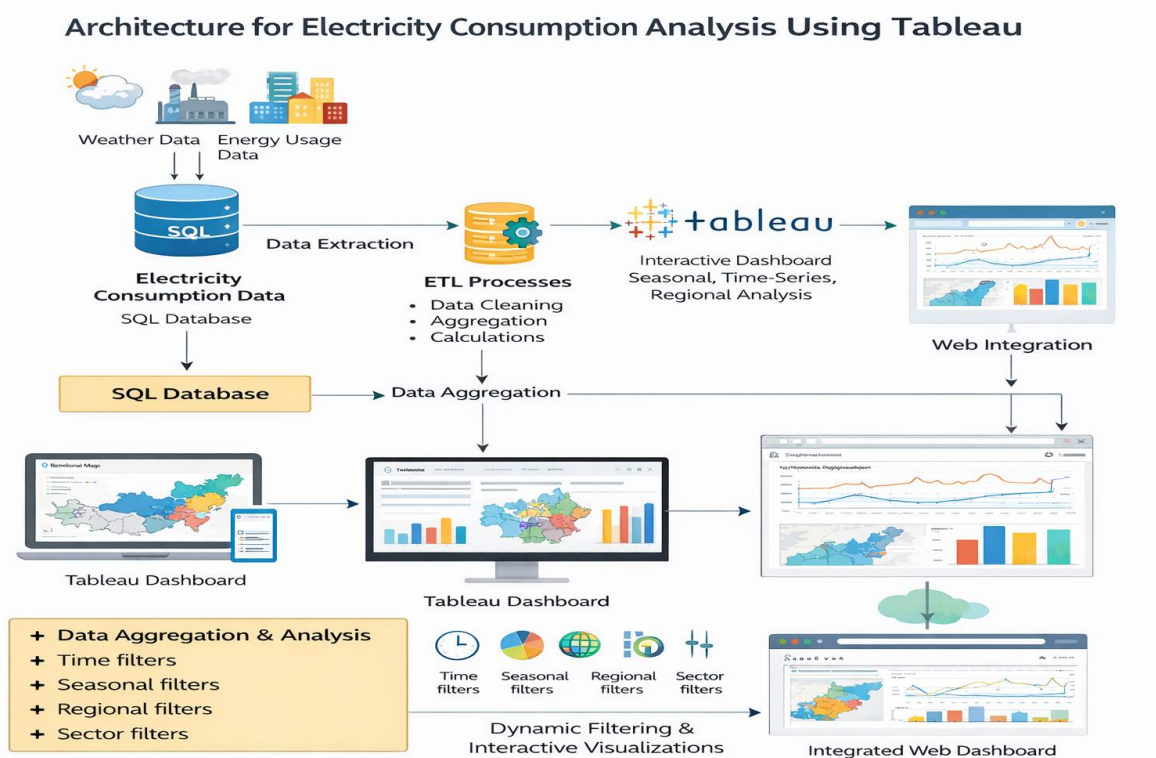 Architecture for Electricity Consumption Analysis Using Tableau
Weather Data
Energy Usage
Data
SQL
Data Extraction
Electricity
Consumption Data
SQL Database
ETL Processes
• Data Cleaning
• Aggregation
• Calculations
+ableau
Interactive Dashboard
Seasonal, Time-Series,
Regional Analysis
Web Integration
SQL Database
Data Aggregation
Tableau Dashboard
Tableau Dashboard
+ Data Aggregation & Analysis
+ Time filters
+ Seasonal filters
+ Regional filters
+ Sector filters
Time
filters
Seasonal
filters
Regional
filters
Sector
filters
Dynamic Filtering &
Interactive Visualizations
Integrated Web Dashboard